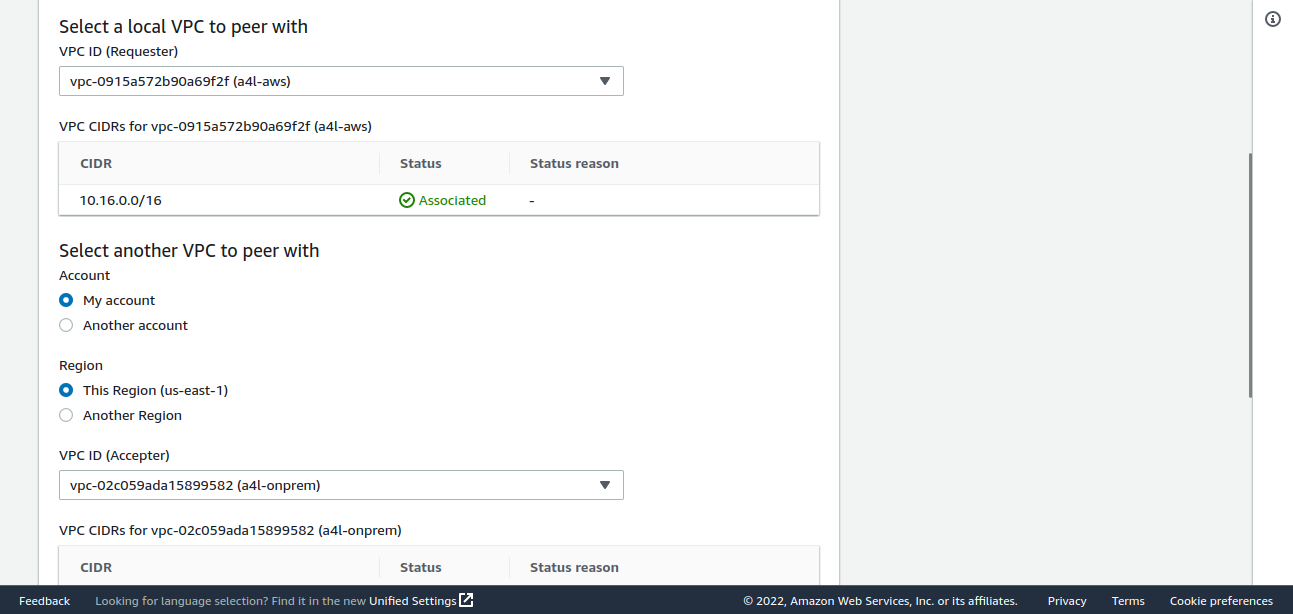 Select a local VPC to peer with
VPC ID (Requester)
vpc-0915a572b90a69f2f (a4l-aws)
VPC CIDRs for vpc-0915a572b90a69f2f (a4l-aws)
CIDR Status Status reason
10.16.0.0/16 Associated -
Select another VPC to peer with
Account
My account
Another account
Region
This Region (us-east-1)
Another Region
VPC ID (Accepter)
vpc-02c059ada15899582 (a4l-onprem)
VPC CIDRs for vpc-02c059ada15899582 (a4l-onprem)
CIDR Status Status reason
Feedback Looking for language selection? Find it in the new Unified Settings © 2022, Amazon Web Services, Inc. or its affiliates. Privacy Terms Cookie preferences